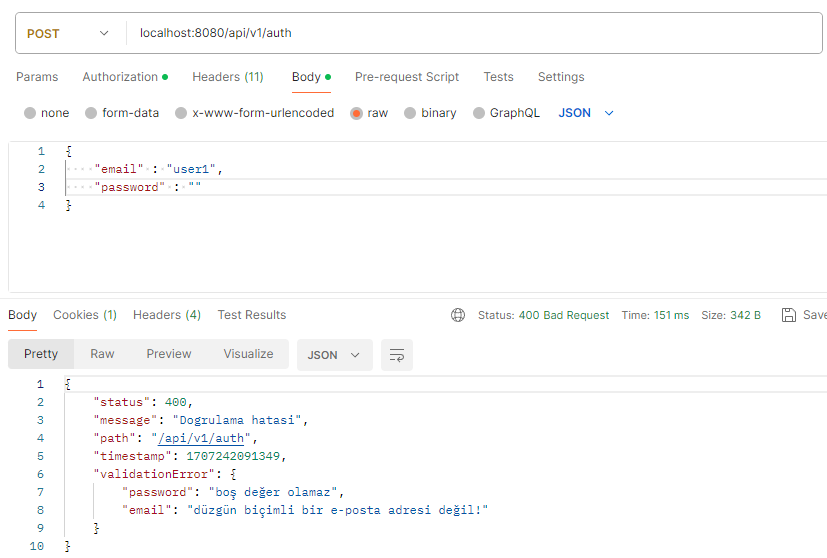 POST localhost:8080/api/v1/auth
Params Authorization Headers (11) Body Pre-request Script Tests Settings
none form-data x-www-form-urlencoded raw binary GraphQL JSON
1 {
2 "email" : "user1",
3 "password" : ""
4 }
Body Cookies (1) Headers (4) Test Results Status: 400 Bad Request Time: 151 ms Size: 342 B Save
Pretty Raw Preview Visualize JSON
1 {
2 "status": 400,
3 "message": "Dogrulama hatasi",
4 "path": "/api/v1/auth",
5 "timestamp": 1707242091349,
6 "validationError": {
7 "password": "boş değer olamaz",
8 "email": "düzgün biçimli bir e-posta adresi değil!"
9 }
10 }